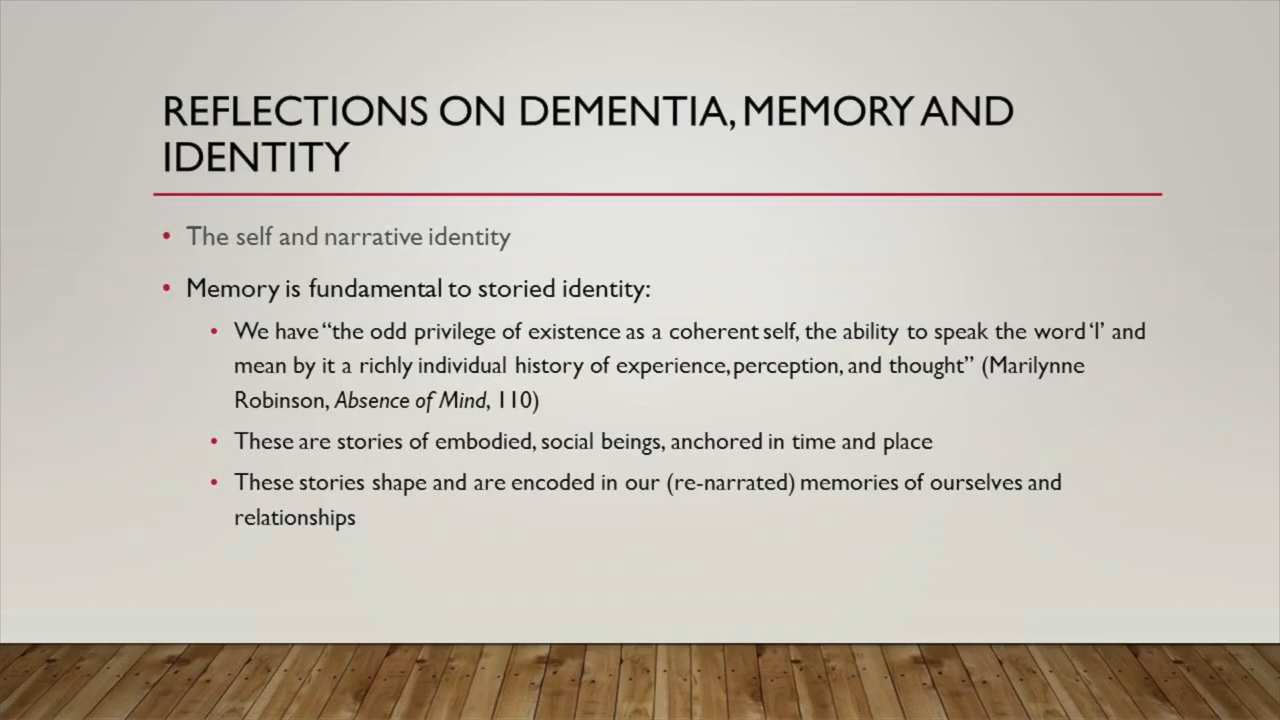 REFLECTIONS ON DEMENTIA, MEMORY AND
IDENTITY
• The self and narrative identity
• Memory is fundamental to storied identity:
• We have “the odd privilege of existence as a coherent self, the ability to speak the word ‘I’ and
mean by it a richly individual history of experience, perception, and thought” (Marilynne
Robinson, Absence of Mind, 110)
• These are stories of embodied, social beings, anchored in time and place
• These stories shape and are encoded in our (re-narrated) memories of ourselves and
relationships